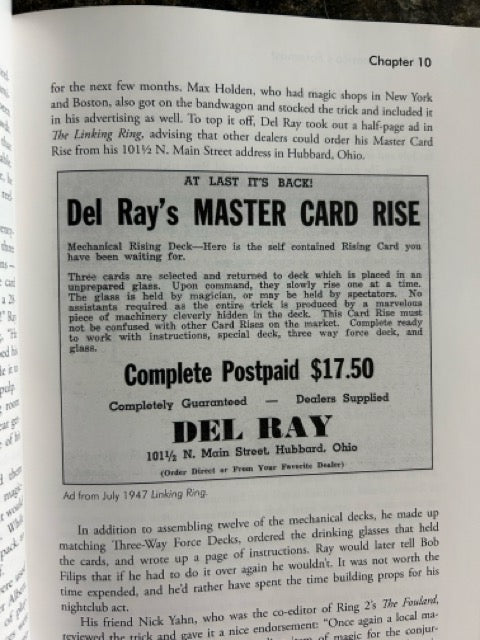 Chapter 10
for the next few months. Max Holden, who had magic shops in New York
and Boston, also got on the bandwagon and stocked the trick and included it
in his advertising as well. To top it off, Del Ray took out a half-page ad in
The Linking Ring, advising that other dealers could order his Master Card
Rise from his 101½ N. Main Street address in Hubbard, Ohio.
AT LAST IT'S BACK!
Del Ray's MASTER CARD RISE
Mechanical Rising Deck—Here is the self contained Rising Card you
have been waiting for.
Three cards are selected and returned to deck which is placed in an
unprepared glass. Upon command, they slowly rise one at a time.
The glass is held by magician, or may be held by spectators. No
assistants required as the entire trick is produced by a marvelous
piece of machinery cleverly hidden in the deck. This Card Rise must
not be confused with other Card Rises on the market. Complete ready
to work with instructions, special deck, three way force deck, and
glass.
Complete Postpaid $17.50
Completely Guaranteed — Dealers Supplied
DEL RAY
101½ N. Main Street, Hubbard, Ohio
(Order Direct or From Your Favorite Dealer)
Ad from July 1947 Linking Ring.
In addition to assembling twelve of the mechanical decks, he made up
matching Three-Way Force Decks, ordered the drinking glasses that held
the cards, and wrote up a page of instructions. Ray would later tell Bob
Filips that if he had to do it over again he wouldn't. It was not worth the
time expended, and he'd rather have spent the time building props for his
nightclub act.
His friend Nick Yahn, who was the co-editor of Ring 2's The Foulard,
reviewed the trick and gave it a nice endorsement: "Once again a local ma-
of magic for the conjur-